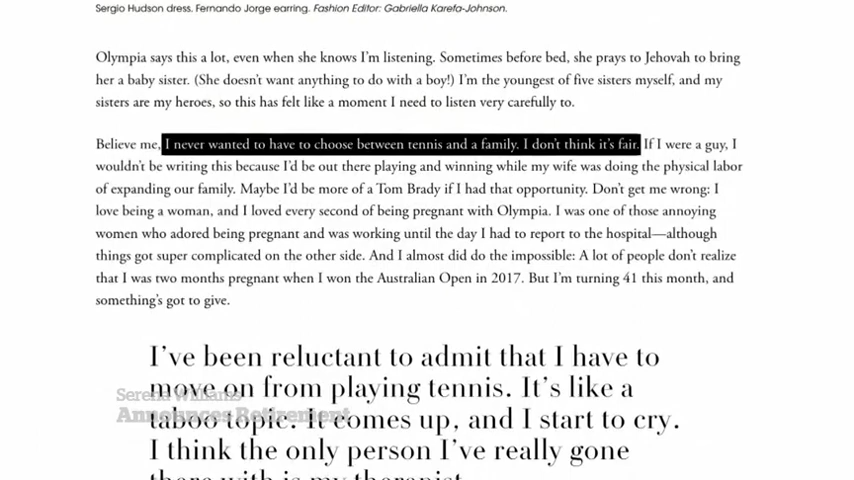 Sergio Hudson dress. Fernando Jorge earring. Fashion Editor: Gabriella Karefa-Johnson.
Olympia says this a lot, even when she knows I'm listening. Sometimes before bed, she prays to Jehovah to bring
her a baby sister. (She doesn't want anything to do with a boy!) I'm the youngest of five sisters myself, and my
sisters are my heroes, so this has felt like a moment I need to listen very carefully to.
Believe me, I never wanted to have to choose between tennis and a family. I don't think it's fair. If I were a guy, I
wouldn't be writing this because I'd be out there playing and winning while my wife was doing the physical labor
of expanding our family. Maybe I'd be more of a Tom Brady if I had that opportunity. Don't get me wrong: I
love being a woman, and I loved every second of being pregnant with Olympia. I was one of those annoying
women who adored being pregnant and was working until the day I had to report to the hospital—although
things got super complicated on the other side. And I almost did do the impossible: A lot of people don't realize
that I was two months pregnant when I won the Australian Open in 2017. But I'm turning 41 this month, and
something's got to give.
I've been reluctant to admit that I have to
move on from playing tennis. It's like a
taboo topic. It comes up, and I start to cry.
I think the only person I've really gone
there with is my therapist.
Serena Williams
Announces Retirement